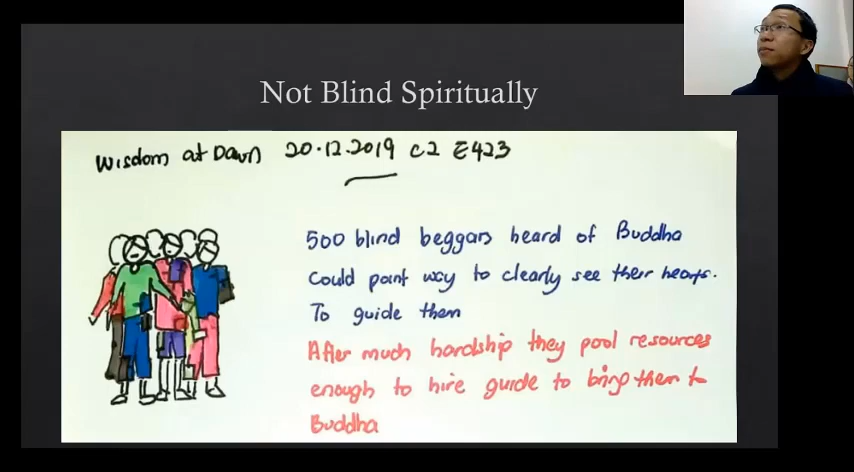 Not Blind Spiritually
Wisdom at Dawn 20.12.2019 C2 E423
500 blind beggars heard of Buddha
Could point way to clearly see their hearts.
To guide them
After much hardship they pool resources
enough to hire guide to bring them to
Buddha